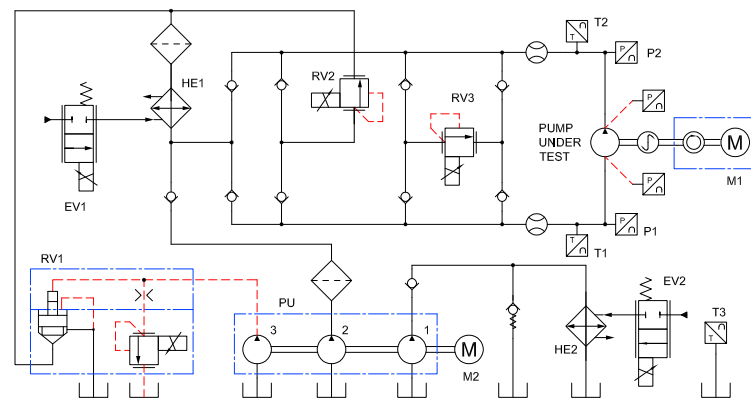 T2
P
∩
P2
T
∩
HE1
RV2
RV3
P
∩
PUMP
UNDER
TEST
M
M1
EV1
P
∩
P
∩
P1
T
∩
T1
RV1
PU
EV2
3
2
1
M
M2
HE2
T3
T
∩